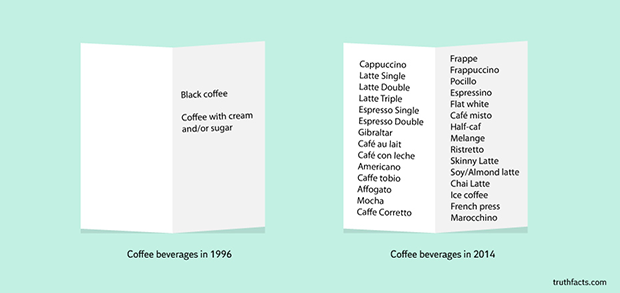 Black coffee
Coffee with cream
and/or sugar
Coffee beverages in 1996
Cappuccino
Latte Single
Latte Double
Latte Triple
Espresso Single
Espresso Double
Gibraltar
Café au lait
Café con leche
Americano
Caffe tobio
Affogato
Mocha
Caffe Corretto
Frappe
Frappuccino
Pocillo
Espressino
Flat white
Café misto
Half-caf
Melange
Ristretto
Skinny Latte
Soy/Almond latte
Chai Latte
Ice coffee
French press
Marocchino
Coffee beverages in 2014
truthfacts.com